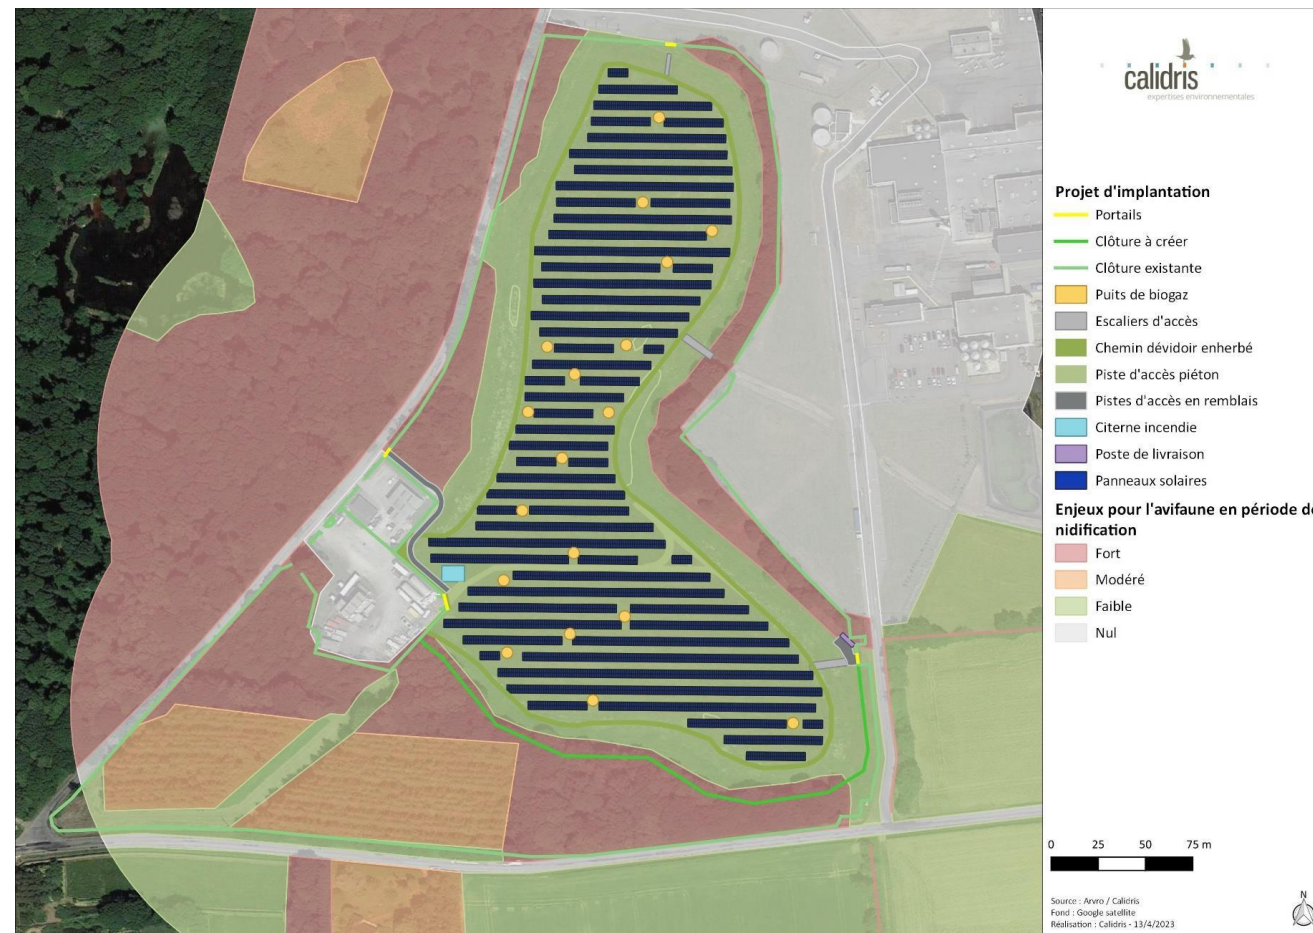 calidris
expertises environnementales
Projet d'implantation
Portails
Clôture à créer
Clôture existante
Puits de biogaz
Escaliers d'accès
Chemin dévidoir enherbé
Piste d'accès piéton
Pistes d'accès en remblais
Citerne incendie
Poste de livraison
Panneaux solaires
Enjeux pour l'avifaune en période de
nidification
Fort
Modéré
Faible
Nul
0 25 50 75 m
Source : Arvro / Calidris
Fond : Google satellite
Réalisation : Calidris - 13/4/2023
N